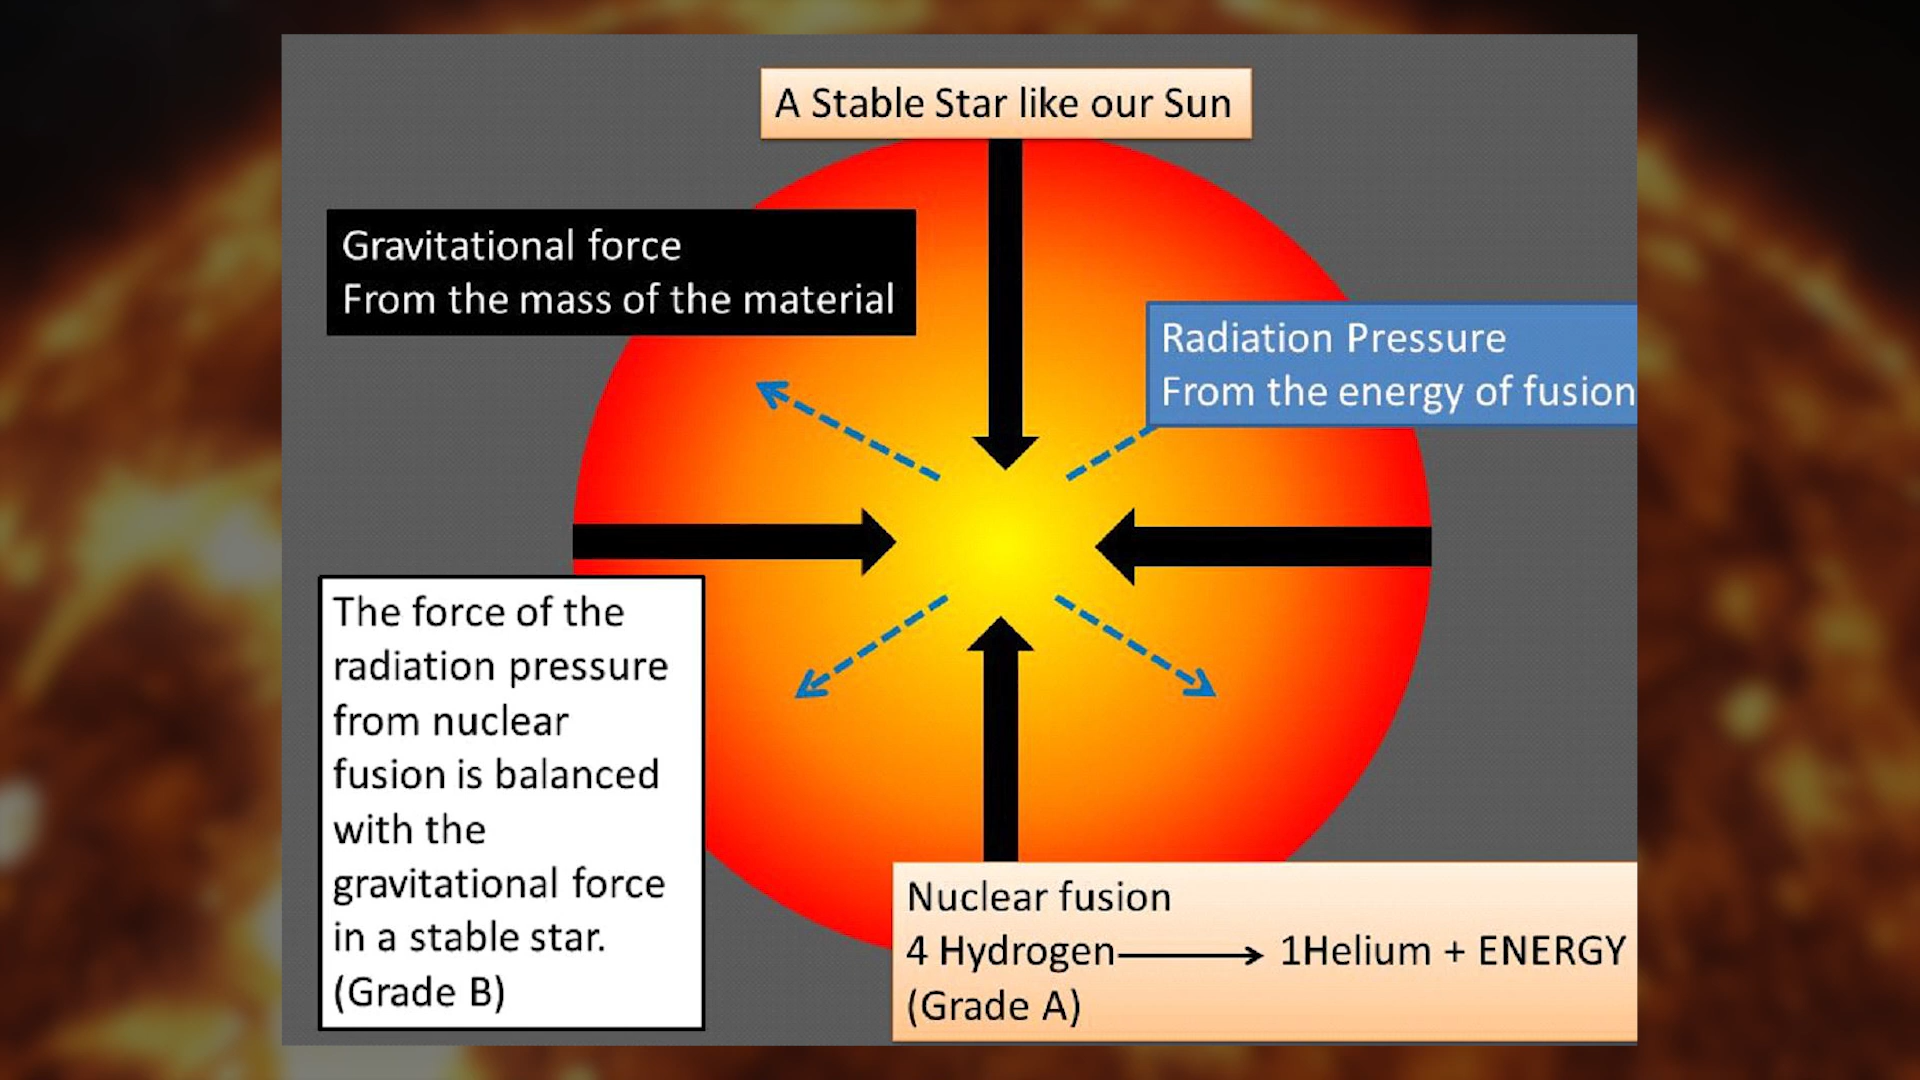 A Stable Star like our Sun
Gravitational force
From the mass of the material
Radiation Pressure
From the energy of fusion
The force of the
radiation pressure
from nuclear
fusion is balanced
with the
gravitational force
in a stable star.
(Grade B)
Nuclear fusion
4 Hydrogen → 1Helium + ENERGY
(Grade A)